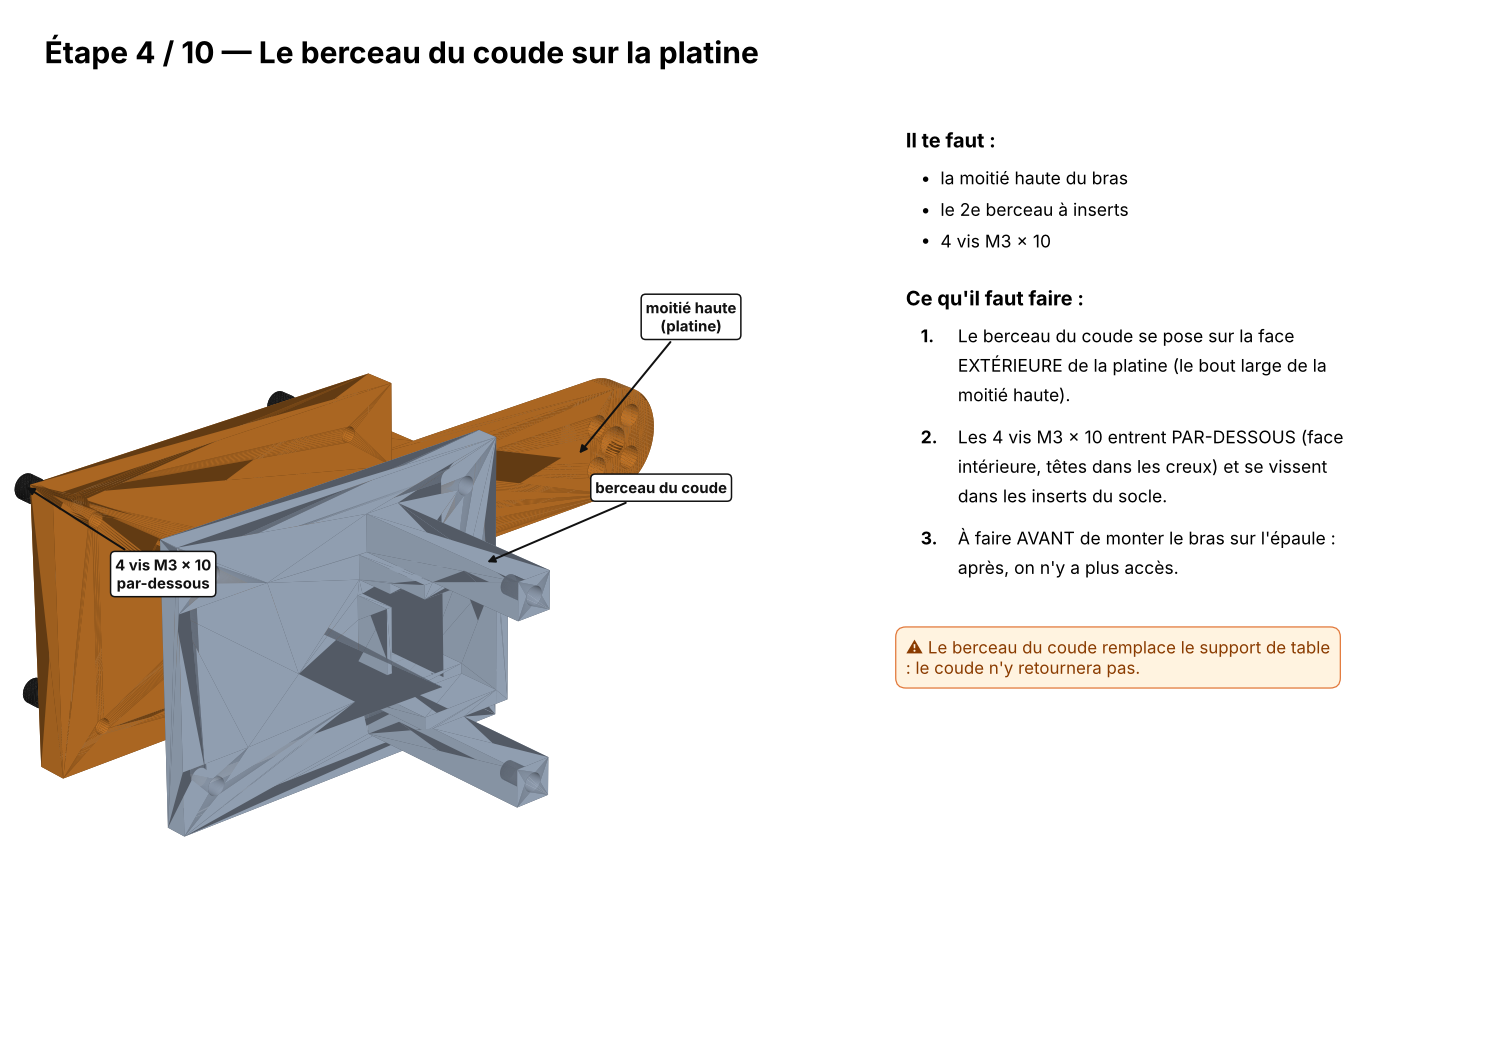 Étape 4 / 10 — Le berceau du coude sur la platine
Il te faut :
• la moitié haute du bras
• le 2e berceau à inserts
• 4 vis M3 × 10
Ce qu'il faut faire :
1. Le berceau du coude se pose sur la face
EXTÉRIEURE de la platine (le bout large de la
moitié haute).
2. Les 4 vis M3 × 10 entrent PAR-DESSOUS (face
intérieure, têtes dans les creux) et se vissent
dans les inserts du socle.
3. À faire AVANT de monter le bras sur l'épaule :
après, on n'y a plus accès.
⚠ Le berceau du coude remplace le support de table
: le coude n'y retournera pas.
moitié haute
(platine)
berceau du coude
4 vis M3 × 10
par-dessous